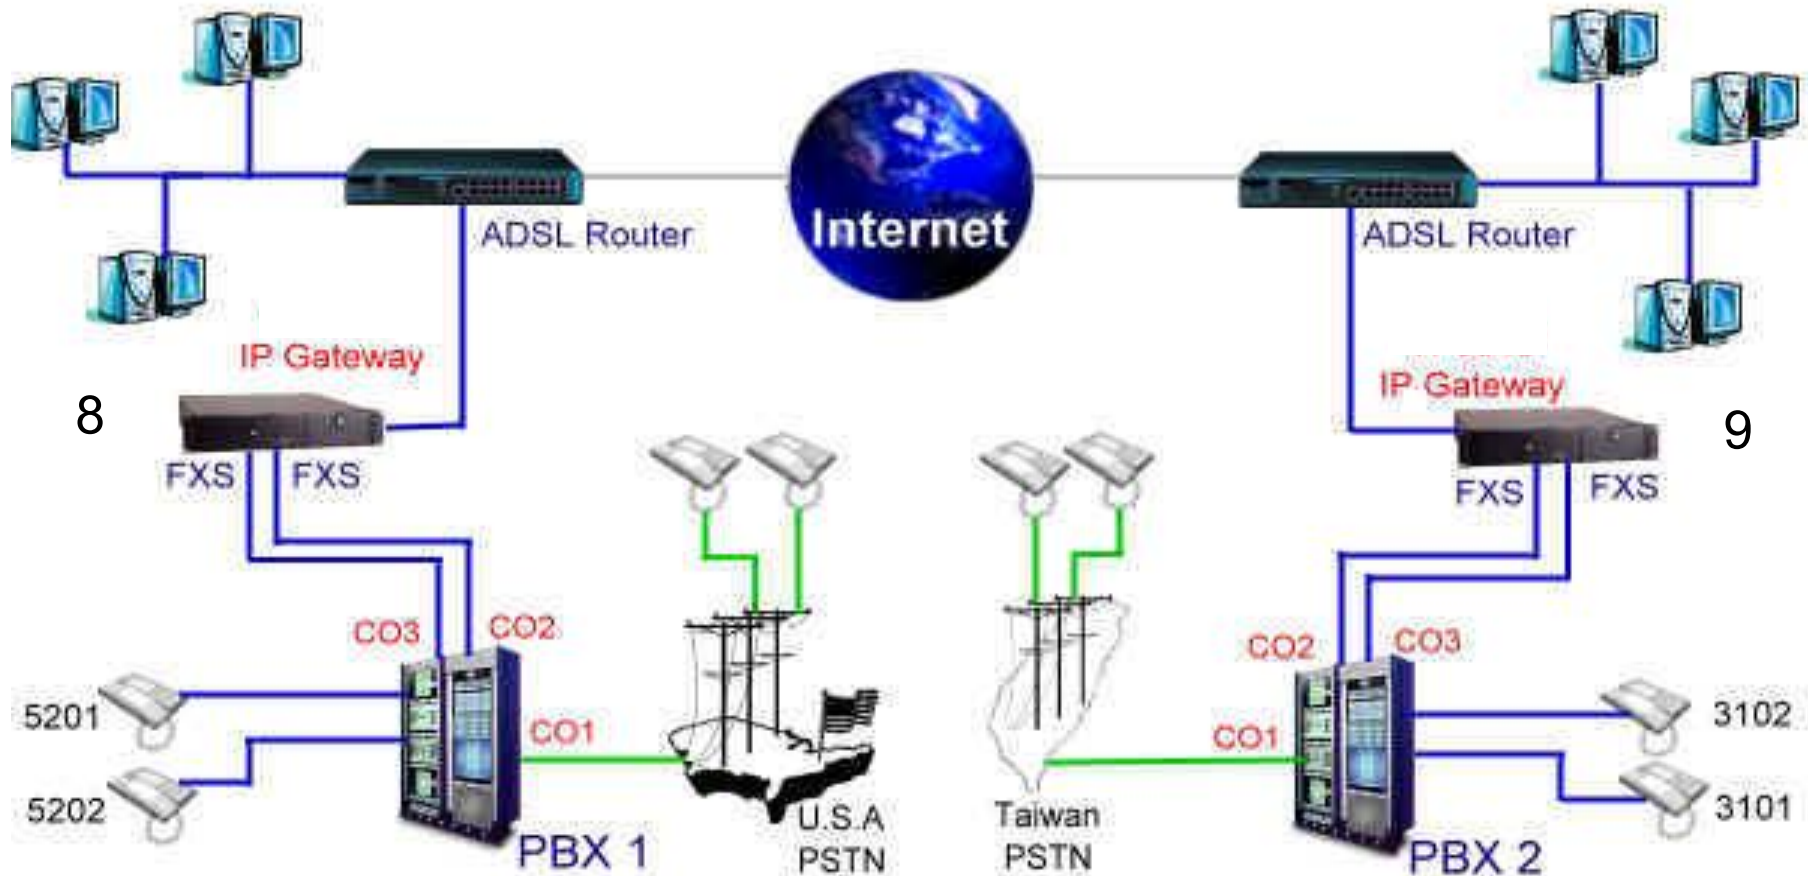 Internet
ADSL Router
ADSL Router
IP Gateway
IP Gateway
8
9
FXS
FXS
FXS
FXS
CO3
CO2
CO2
CO3
5201
CO1
CO1
3102
5202
3101
U.S.A
PSTN
Taiwan
PSTN
PBX 1
PBX 2